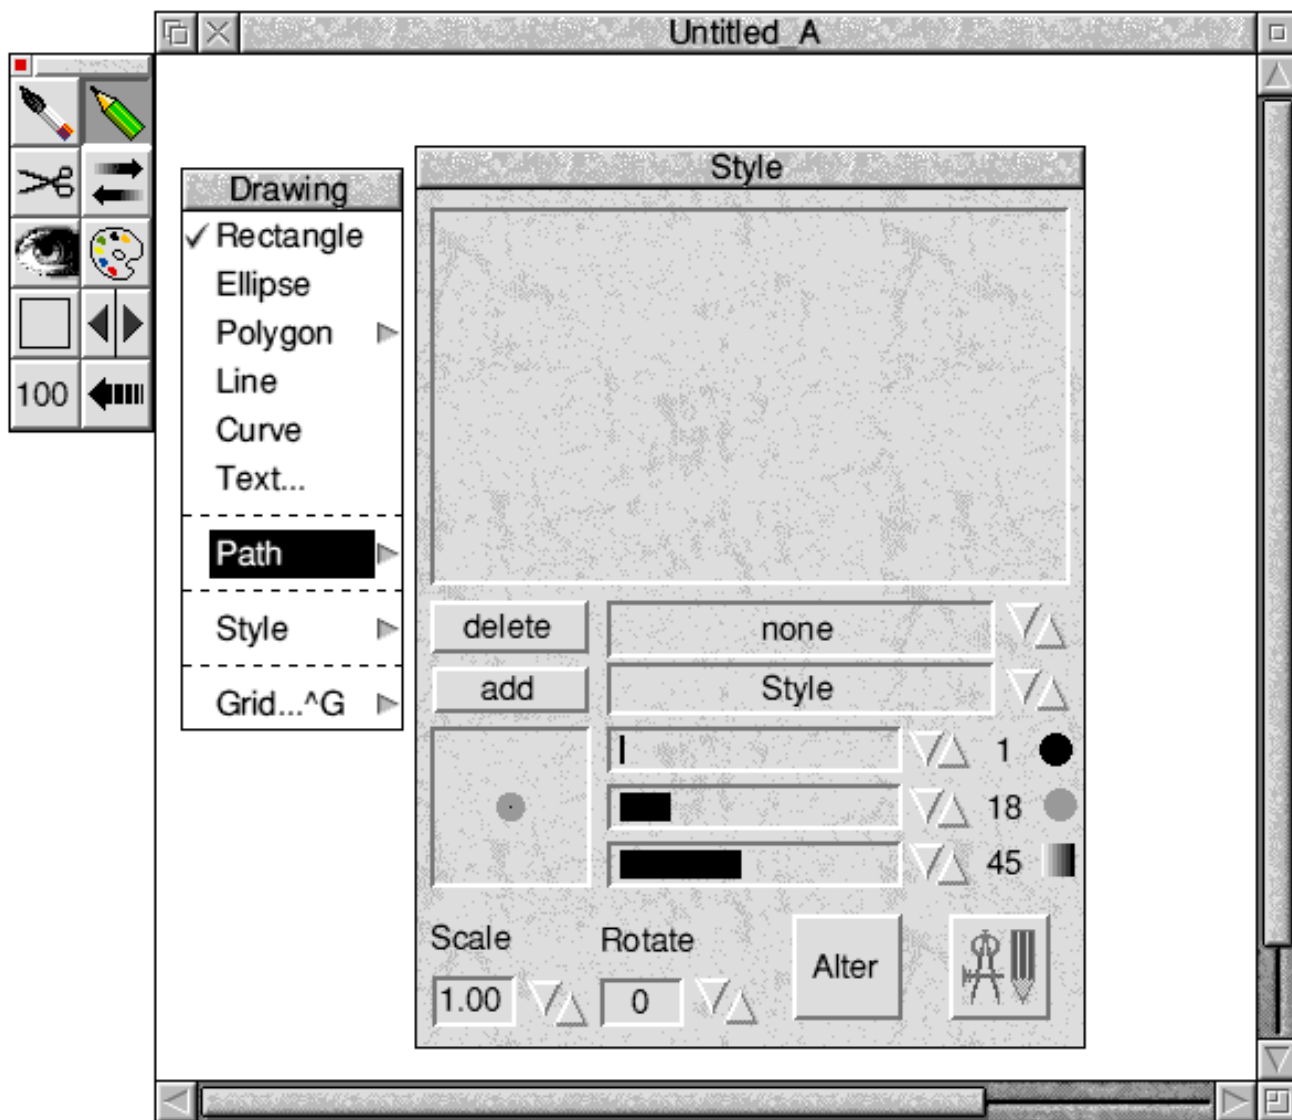 Untitled_A
100
Drawing
Rectangle
Ellipse
Polygon
Line
Curve
Text...
Path
Style
Grid...^G
Style
delete
none
add
Style
1
18
45
Scale
Rotate
Alter
1.00
0